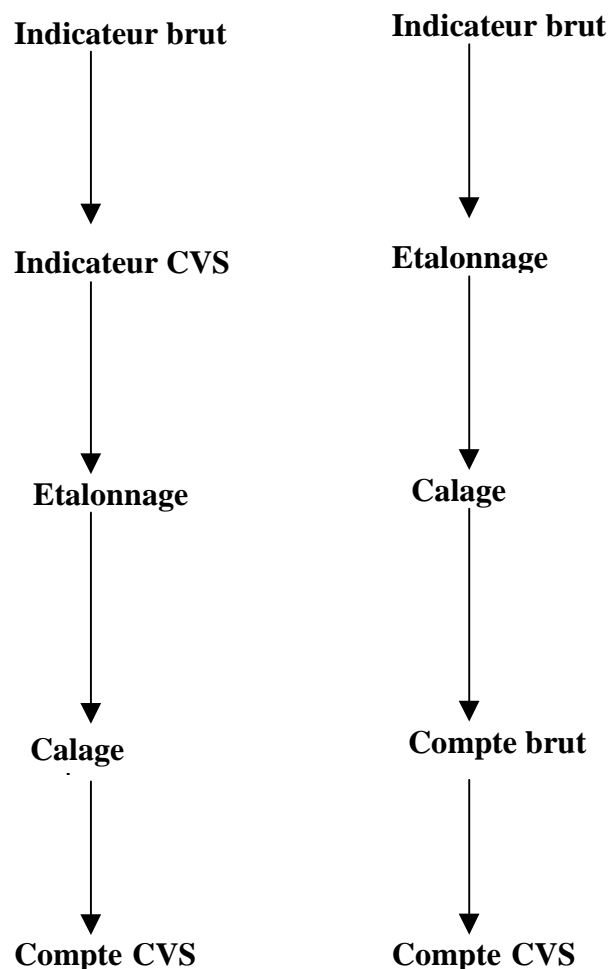 Indicateur brut
Indicateur CVS
Etalonnage
Calage
Compte CVS
Indicateur brut
Etalonnage
Calage
Compte brut
Compte CVS